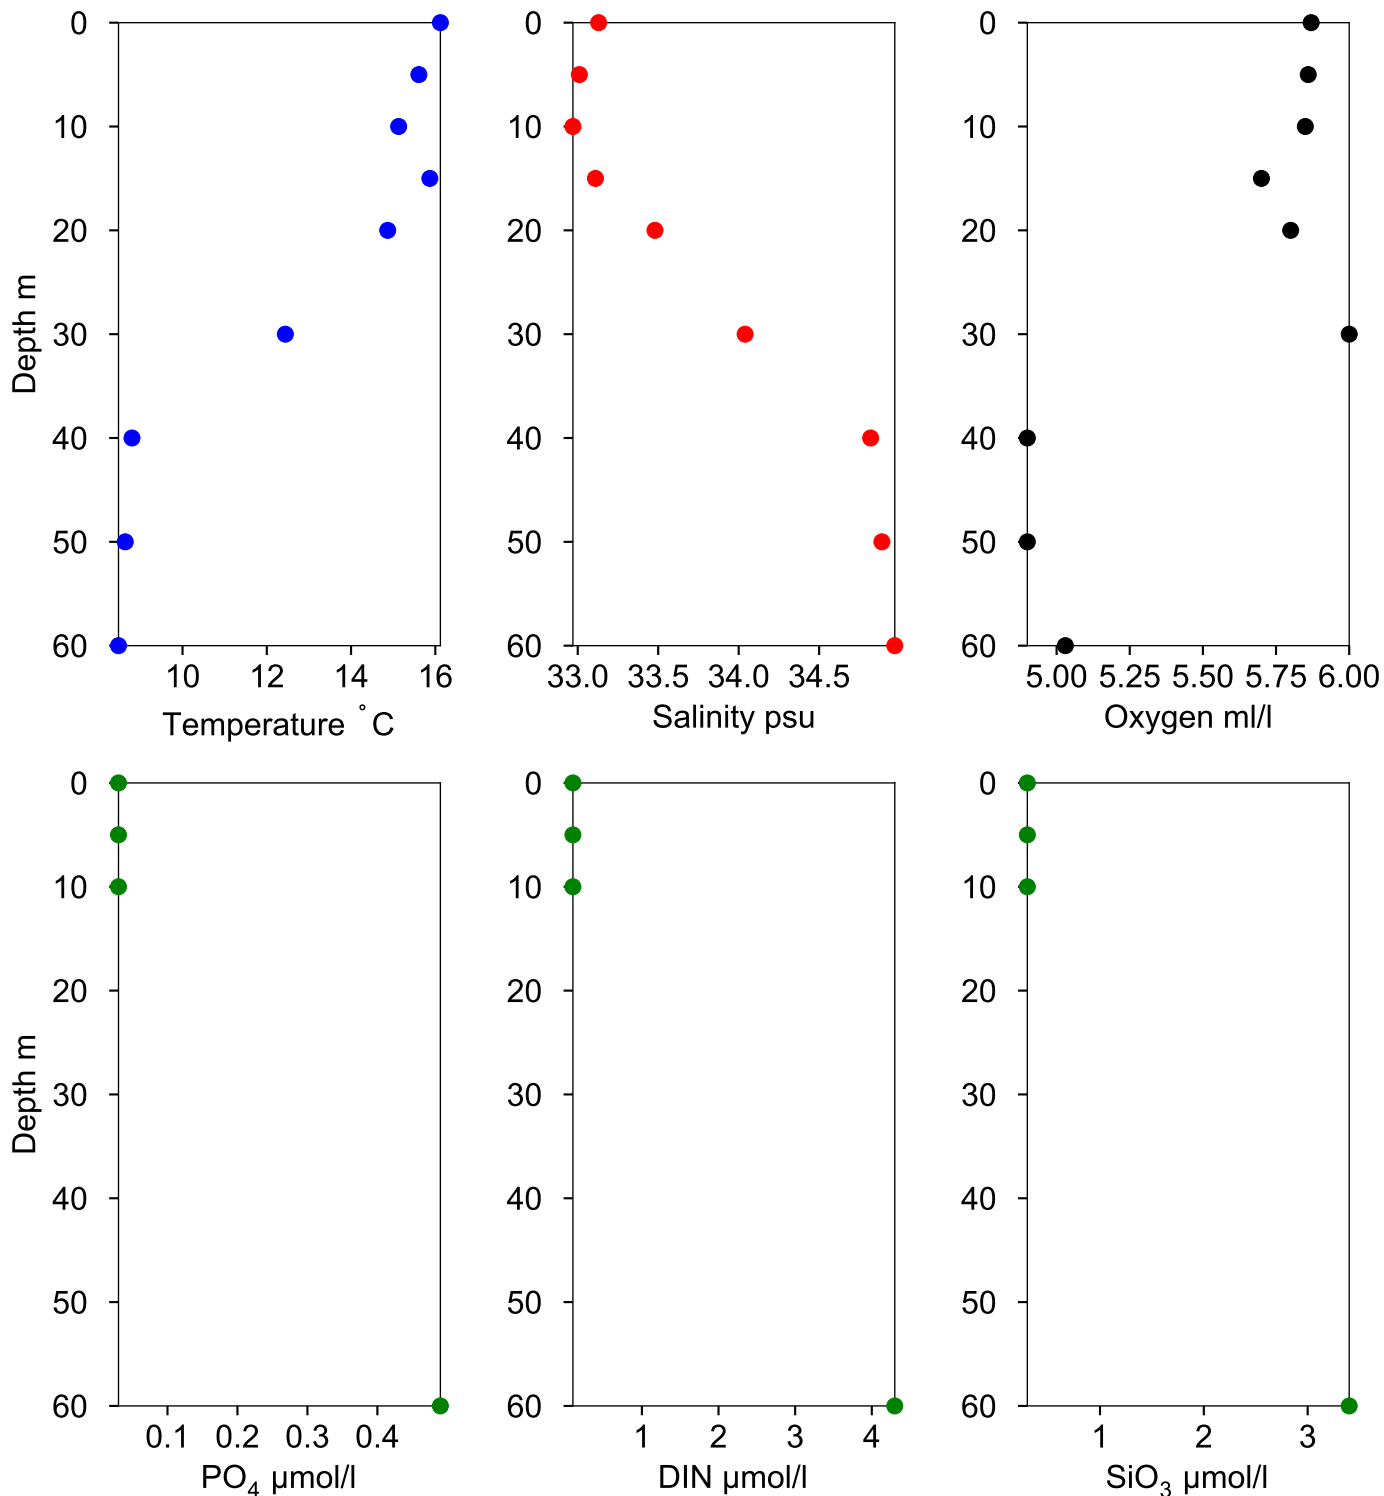 0 0 0
10 10 10
20 20 20
30 30 30
40 40 40
50 50 50
60 60 60
Depth m
10 12 14 16 33.0 33.5 34.0 34.5 5.00 5.25 5.50 5.75 6.00
Temperature °C Salinity psu Oxygen ml/l
0 0 0
10 10 10
20 20 20
30 30 30
40 40 40
50 50 50
60 60 60
Depth m
0.1 0.2 0.3 0.4 1 2 3 4 1 2 3
PO₄ µmol/l DIN µmol/l SiO₃ µmol/l